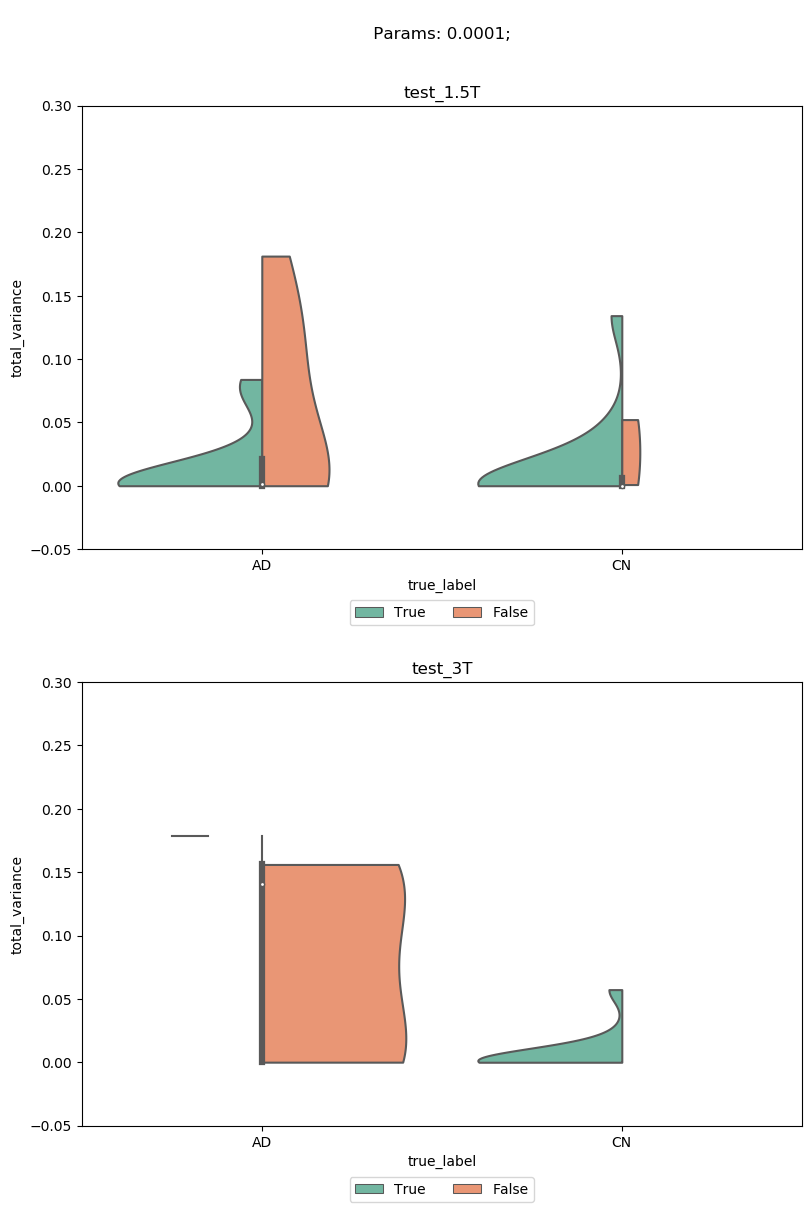 Params: 0.0001;
test_1.5T
0.30
0.25
0.20
0.15
0.10
0.05
0.00
−0.05
total_variance
AD CN
true_label
True False
test_3T
0.30
0.25
0.20
0.15
0.10
0.05
0.00
−0.05
total_variance
AD CN
true_label
True False